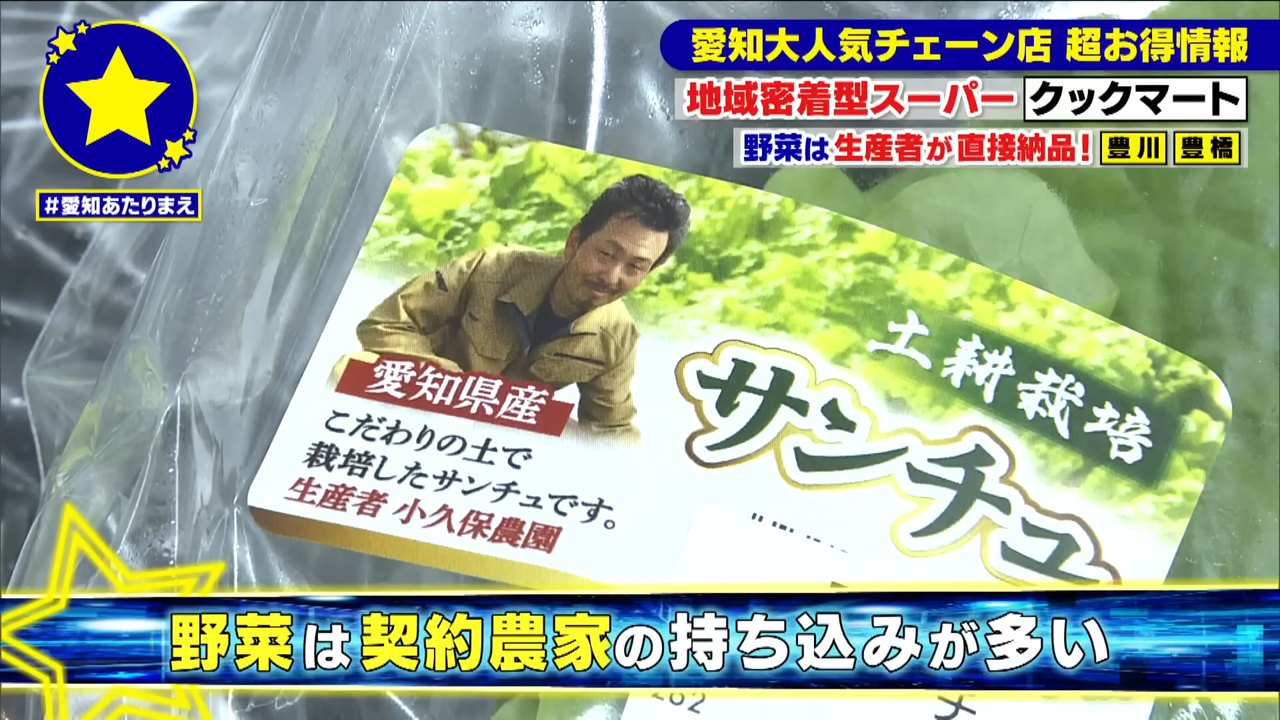 愛知大人気チェーン店 超お得情報
地域密着型スーパー クックマート
野菜は生産者が直接納品! 豊川 豊橋
#愛知あたりまえ
土耕栽培
サンチュ
愛知県産
こだわりの土で
栽培したサンチュです。
生産者 小久保農園
野菜は契約農家の持ち込みが多い